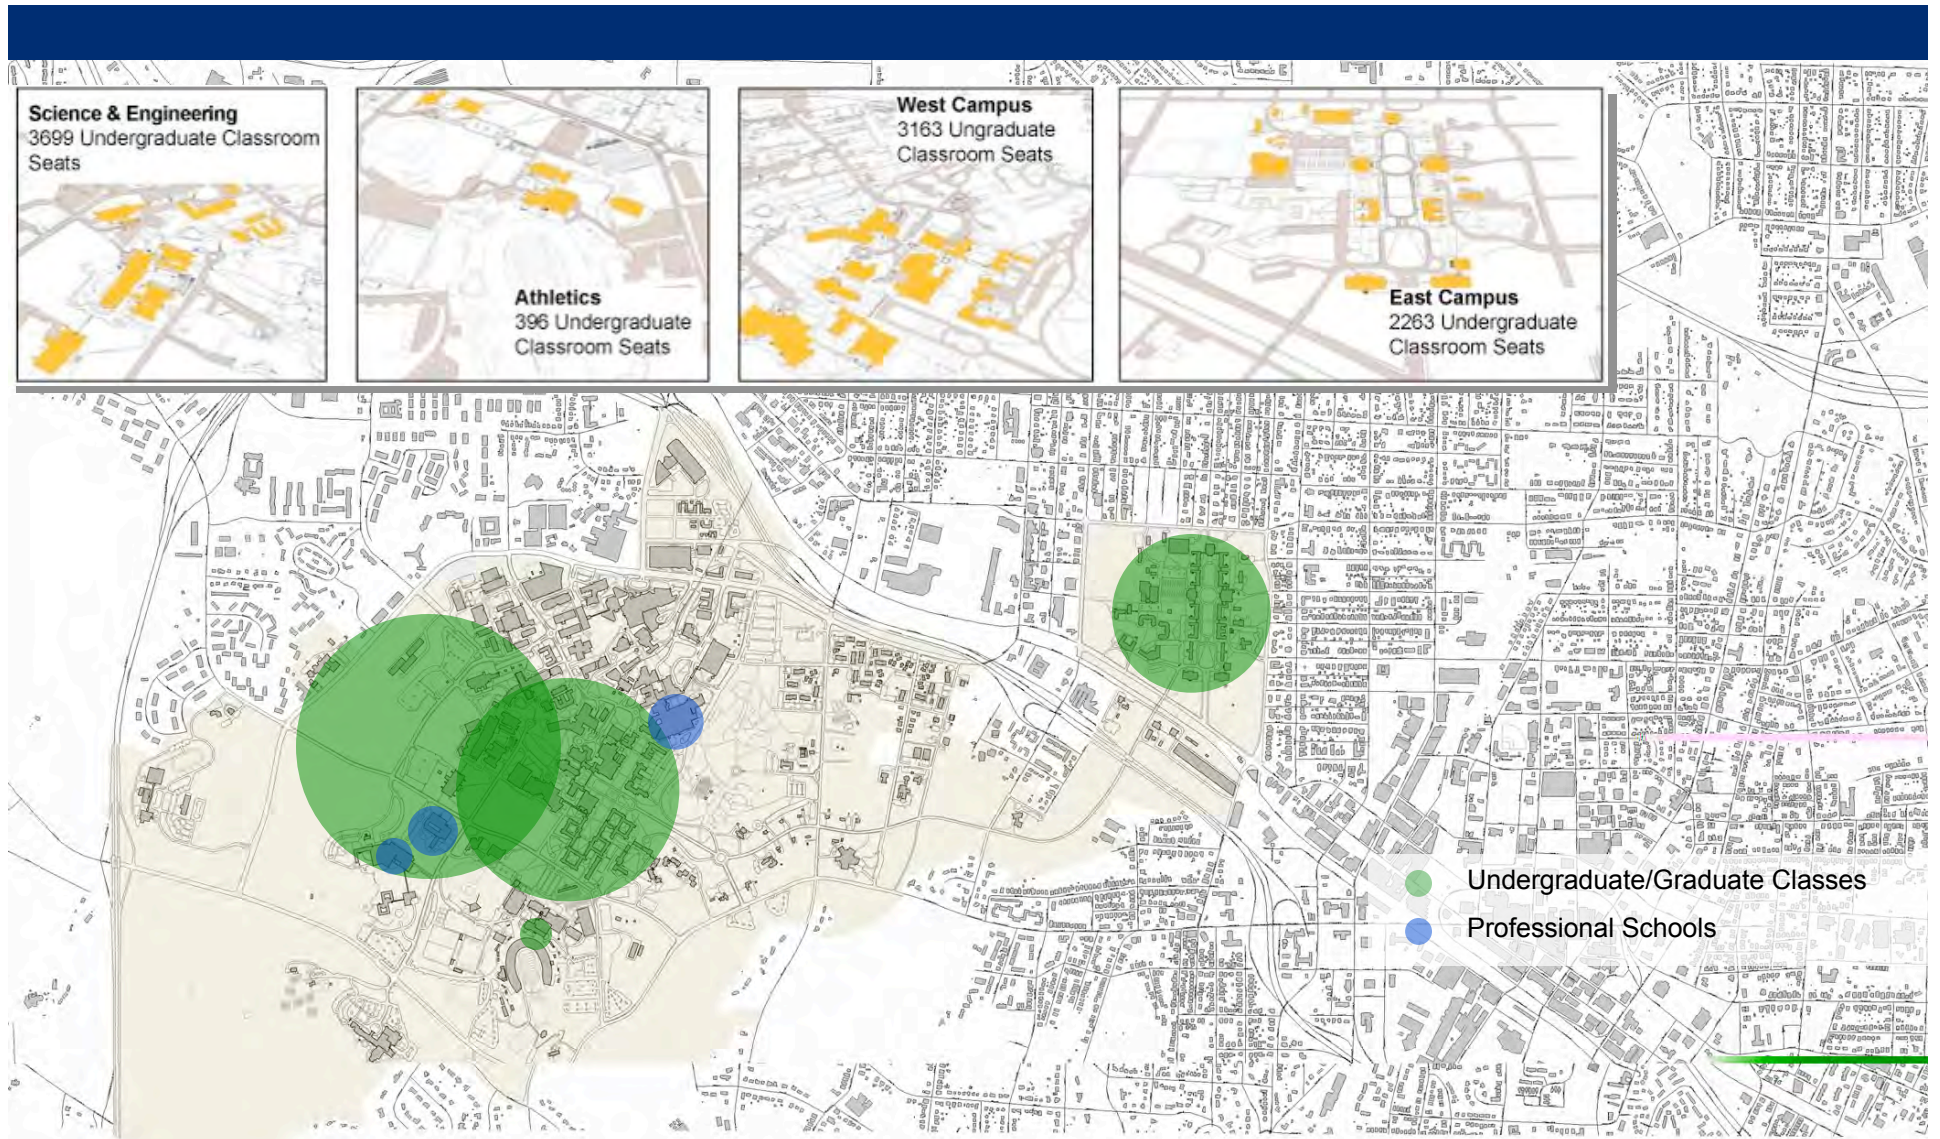 Science & Engineering
3699 Undergraduate Classroom
Seats
Athletics
396 Undergraduate
Classroom Seats
West Campus
3163 Ungraduate
Classroom Seats
East Campus
2263 Undergraduate
Classroom Seats
Undergraduate/Graduate Classes
Professional Schools